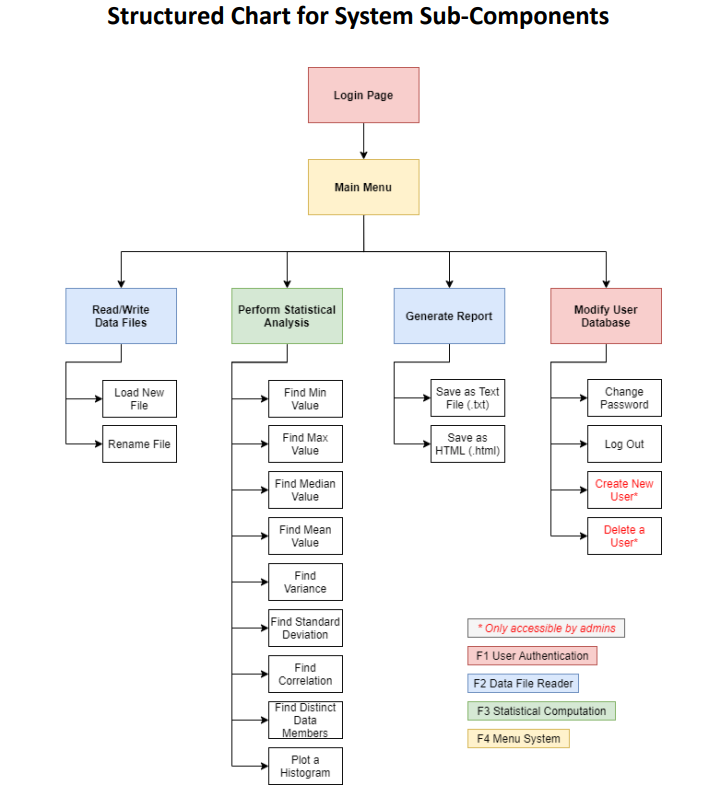 Structured Chart for System Sub-Components
Login Page
Main Menu
Read/Write
Data Files
Perform Statistical
Analysis
Generate Report
Modify User
Database
Load New
File
Rename File
Find Min
Value
Find Max
Value
Find Median
Value
Find Mean
Value
Find
Variance
Find Standard
Deviation
Find
Correlation
Find Distinct
Data
Members
Plot a
Histogram
Save as Text
File (.txt)
Save as
HTML (.html)
Change
Password
Log Out
Create New
User*
Delete a
User*
* Only accessible by admins
F1 User Authentication
F2 Data File Reader
F3 Statistical Computation
F4 Menu System